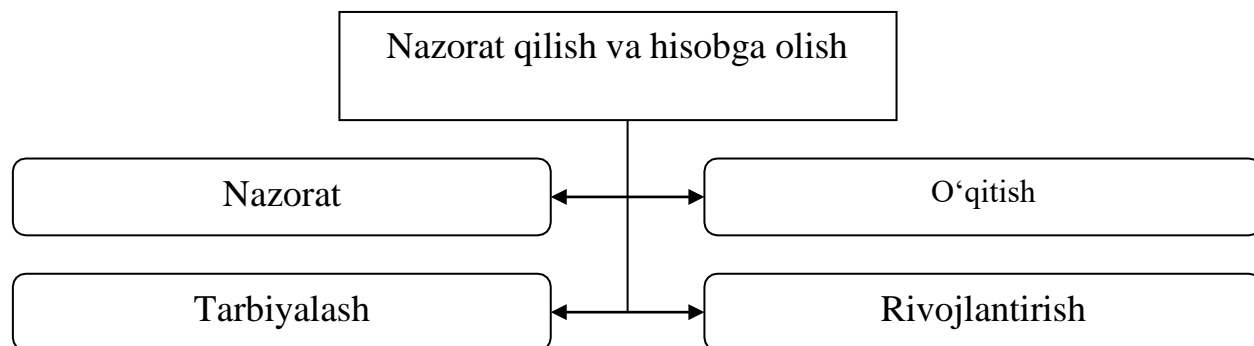 Nazorat qilish va hisobga olish
Nazorat
O‘qitish
Tarbiyalash
Rivojlantirish